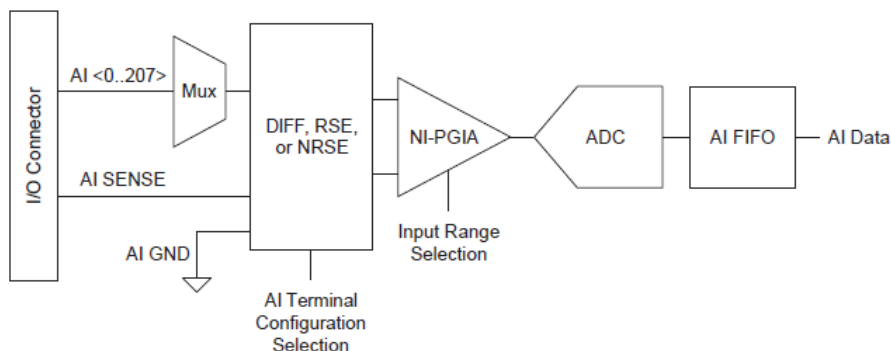 I/O Connector
AI <0..207>
Mux
AI SENSE
AI GND
DIFF, RSE,
or NRSE
AI Terminal
Configuration
Selection
NI-PGIA
Input Range
Selection
ADC
AI FIFO
AI Data